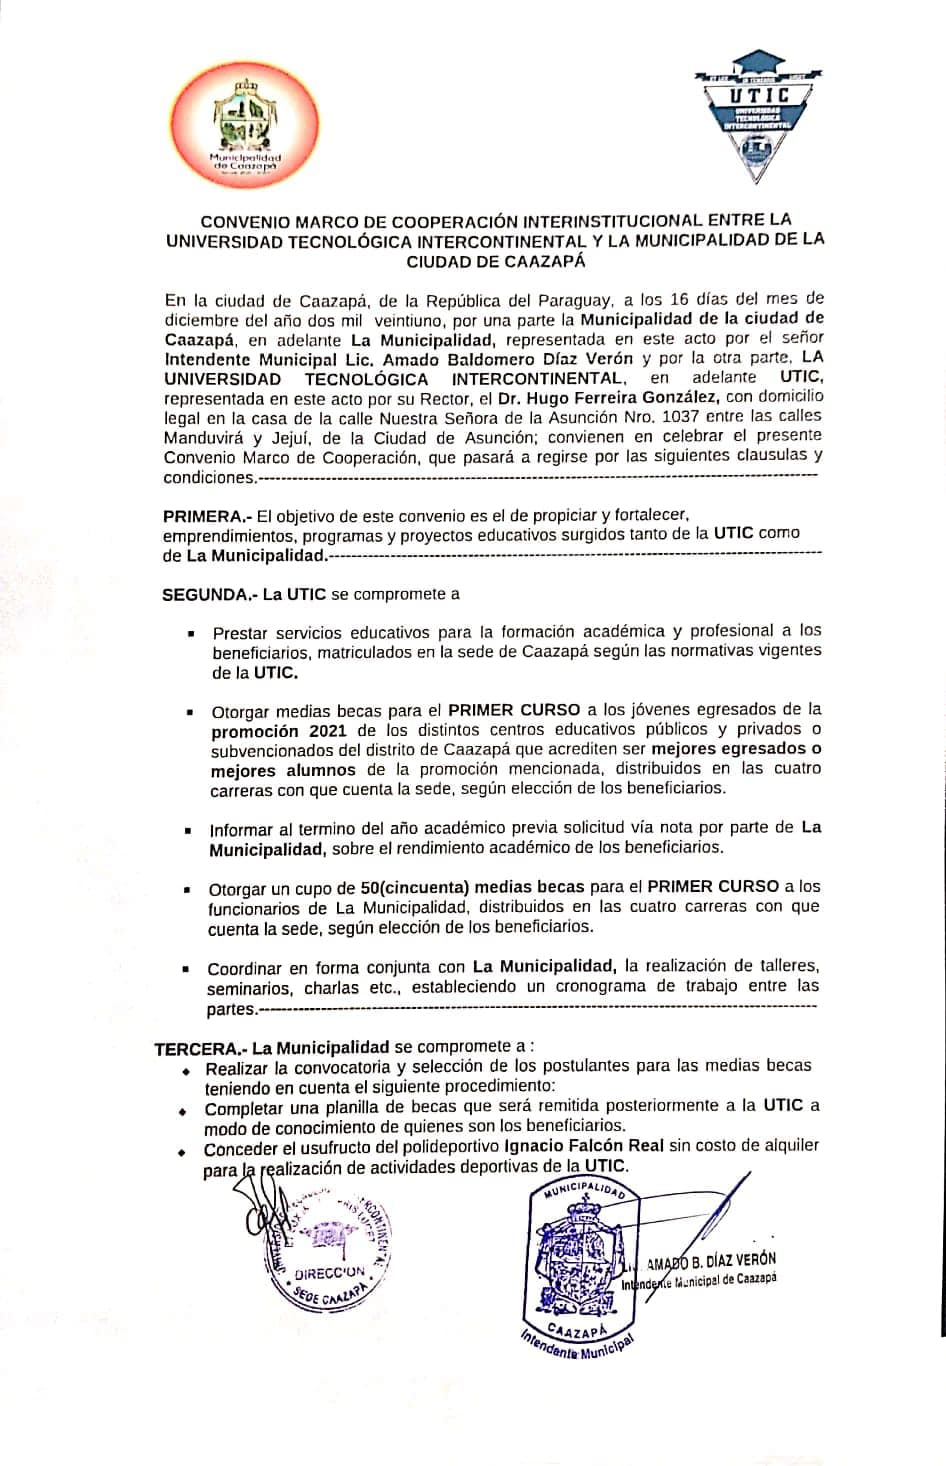 Municipalidad
de Caazapá
UTIC
UNIVERSIDAD
TECNOLÓGICA
INTERCONTINENTAL
CONVENIO MARCO DE COOPERACIÓN INTERINSTITUCIONAL ENTRE LA
UNIVERSIDAD TECNOLÓGICA INTERCONTINENTAL Y LA MUNICIPALIDAD DE LA
CIUDAD DE CAAZAPÁ
En la ciudad de Caazapá, de la República del Paraguay, a los 16 días del mes de
diciembre del año dos mil veintiuno, por una parte la Municipalidad de la ciudad de
Caazapá, en adelante La Municipalidad, representada en este acto por el señor
Intendente Municipal Lic. Amado Baldomero Díaz Verón y por la otra parte, LA
UNIVERSIDAD TECNOLÓGICA INTERCONTINENTAL, en adelante UTIC,
representada en este acto por su Rector, el Dr. Hugo Ferreira González, con domicilio
legal en la casa de la calle Nuestra Señora de la Asunción Nro. 1037 entre las calles
Manduvirá y Jejuí, de la Ciudad de Asunción; convienen en celebrar el presente
Convenio Marco de Cooperación, que pasará a regirse por las siguientes clausulas y
condiciones.-----------------------------------------------------------------------------------------------
PRIMERA.- El objetivo de este convenio es el de propiciar y fortalecer,
emprendimientos, programas y proyectos educativos surgidos tanto de la UTIC como
de La Municipalidad.------------------------------------------------------------------------------------
SEGUNDA.- La UTIC se compromete a
▪ Prestar servicios educativos para la formación académica y profesional a los
beneficiarios, matriculados en la sede de Caazapá según las normativas vigentes
de la UTIC.
▪ Otorgar medias becas para el PRIMER CURSO a los jóvenes egresados de la
promoción 2021 de los distintos centros educativos públicos y privados o
subvencionados del distrito de Caazapá que acrediten ser mejores egresados o
mejores alumnos de la promoción mencionada, distribuidos en las cuatro
carreras con que cuenta la sede, según elección de los beneficiarios.
▪ Informar al termino del año académico previa solicitud vía nota por parte de La
Municipalidad, sobre el rendimiento académico de los beneficiarios.
▪ Otorgar un cupo de 50(cincuenta) medias becas para el PRIMER CURSO a los
funcionarios de La Municipalidad, distribuidos en las cuatro carreras con que
cuenta la sede, según elección de los beneficiarios.
▪ Coordinar en forma conjunta con La Municipalidad, la realización de talleres,
seminarios, charlas etc., estableciendo un cronograma de trabajo entre las
partes.-----------------------------------------------------------------------------------------------
TERCERA.- La Municipalidad se compromete a :
⬥ Realizar la convocatoria y selección de los postulantes para las medias becas
teniendo en cuenta el siguiente procedimiento:
⬥ Completar una planilla de becas que será remitida posteriormente a la UTIC a
modo de conocimiento de quienes son los beneficiarios.
⬥ Conceder el usufructo del polideportivo Ignacio Falcón Real sin costo de alquiler
para la realización de actividades deportivas de la UTIC.
DIRECCIÓN
SEDE CAAZAPÁ
MUNICIPALIDAD
CAAZAPÁ
Intendente Municipal
AMADO B. DÍAZ VERÓN
Intendente Municipal de Caazapá